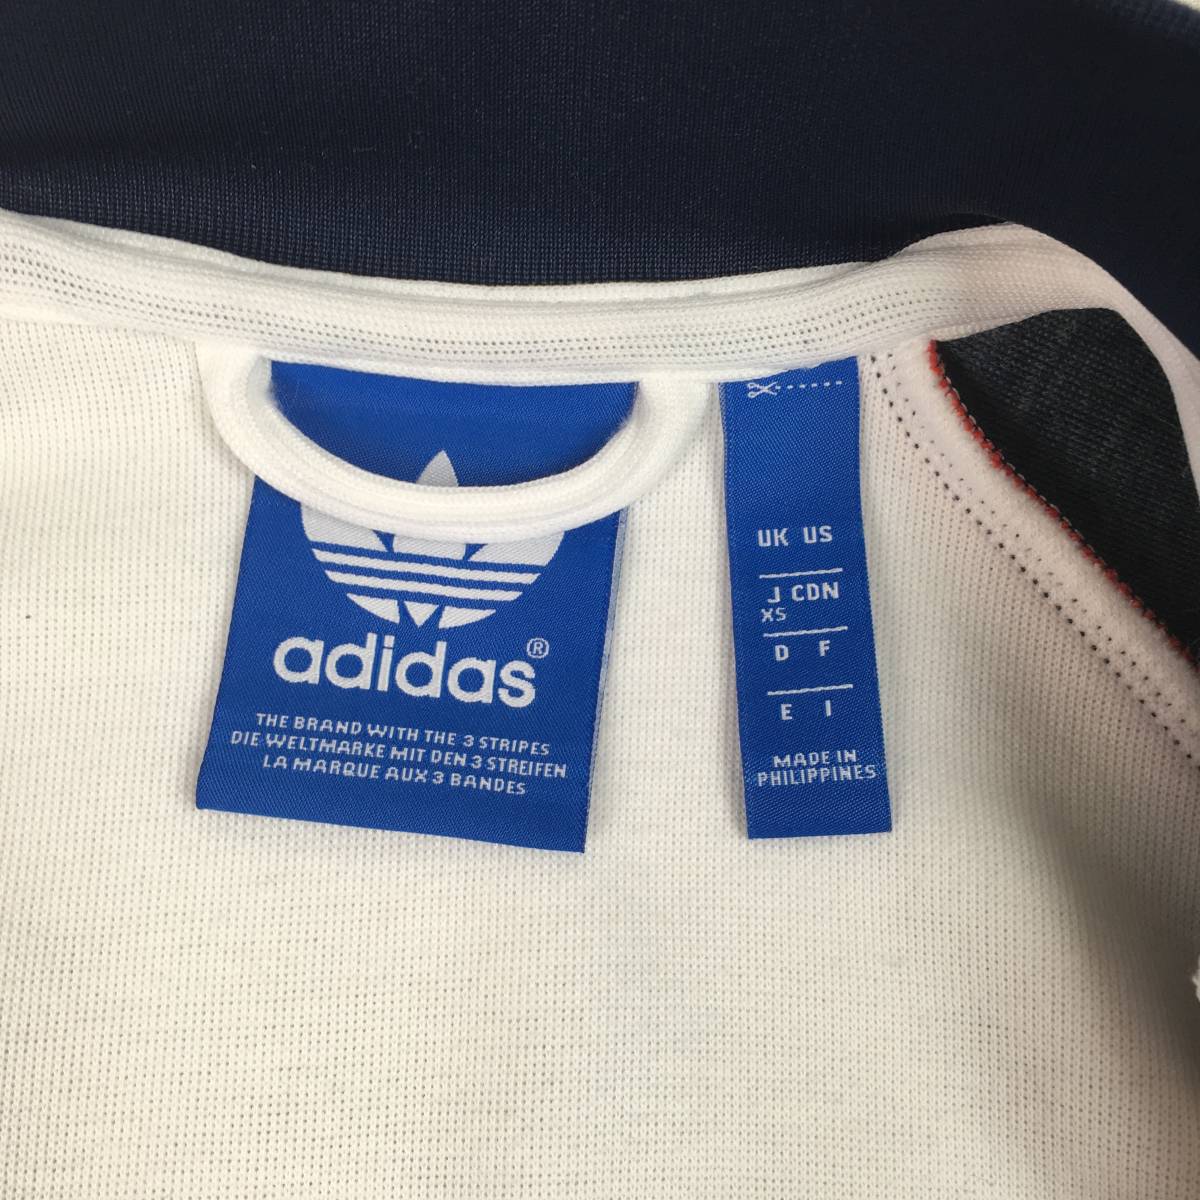 adidas®
THE BRAND WITH THE 3 STRIPES
DIE WELTMARKE MIT DEN 3 STREIFEN
LA MARQUE AUX 3 BANDES
UK US
J CDN
XS
D F
E I
MADE IN
PHILIPPINES